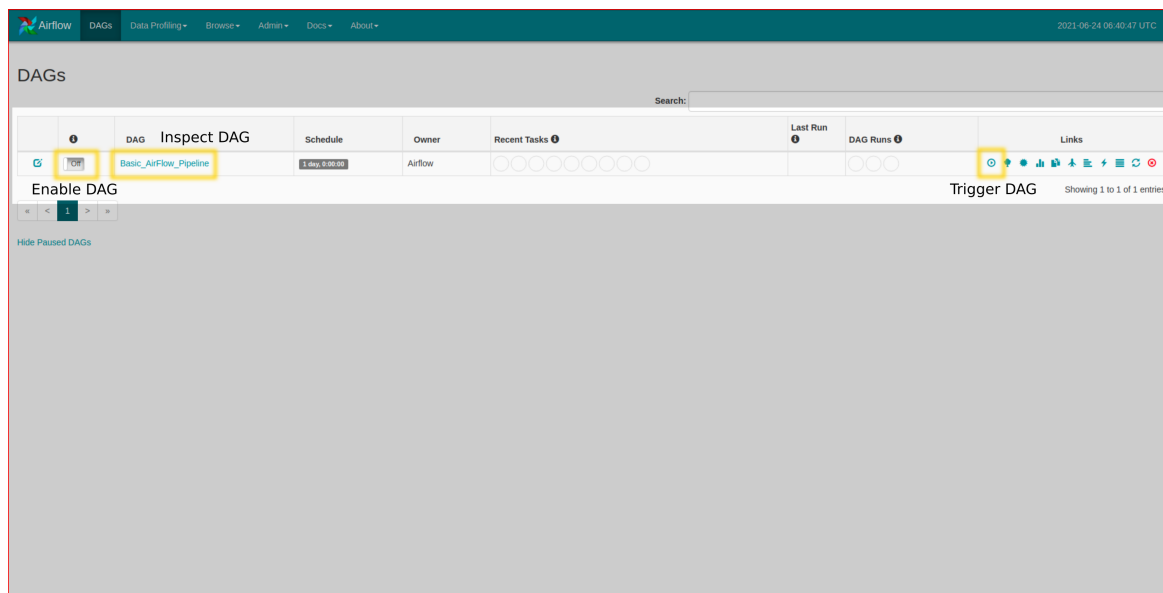 Airflow DAGs Data Profiling Browse Admin Docs About 2021-06-24 06:40:47 UTC
DAGs
Search:
DAG Inspect DAG Schedule Owner Recent Tasks Last Run DAG Runs Links
Off Basic_AirFlow_Pipeline 1 day, 0:00:00 Airflow
Enable DAG Trigger DAG Showing 1 to 1 of 1 entries
« < 1 > »
Hide Paused DAGs